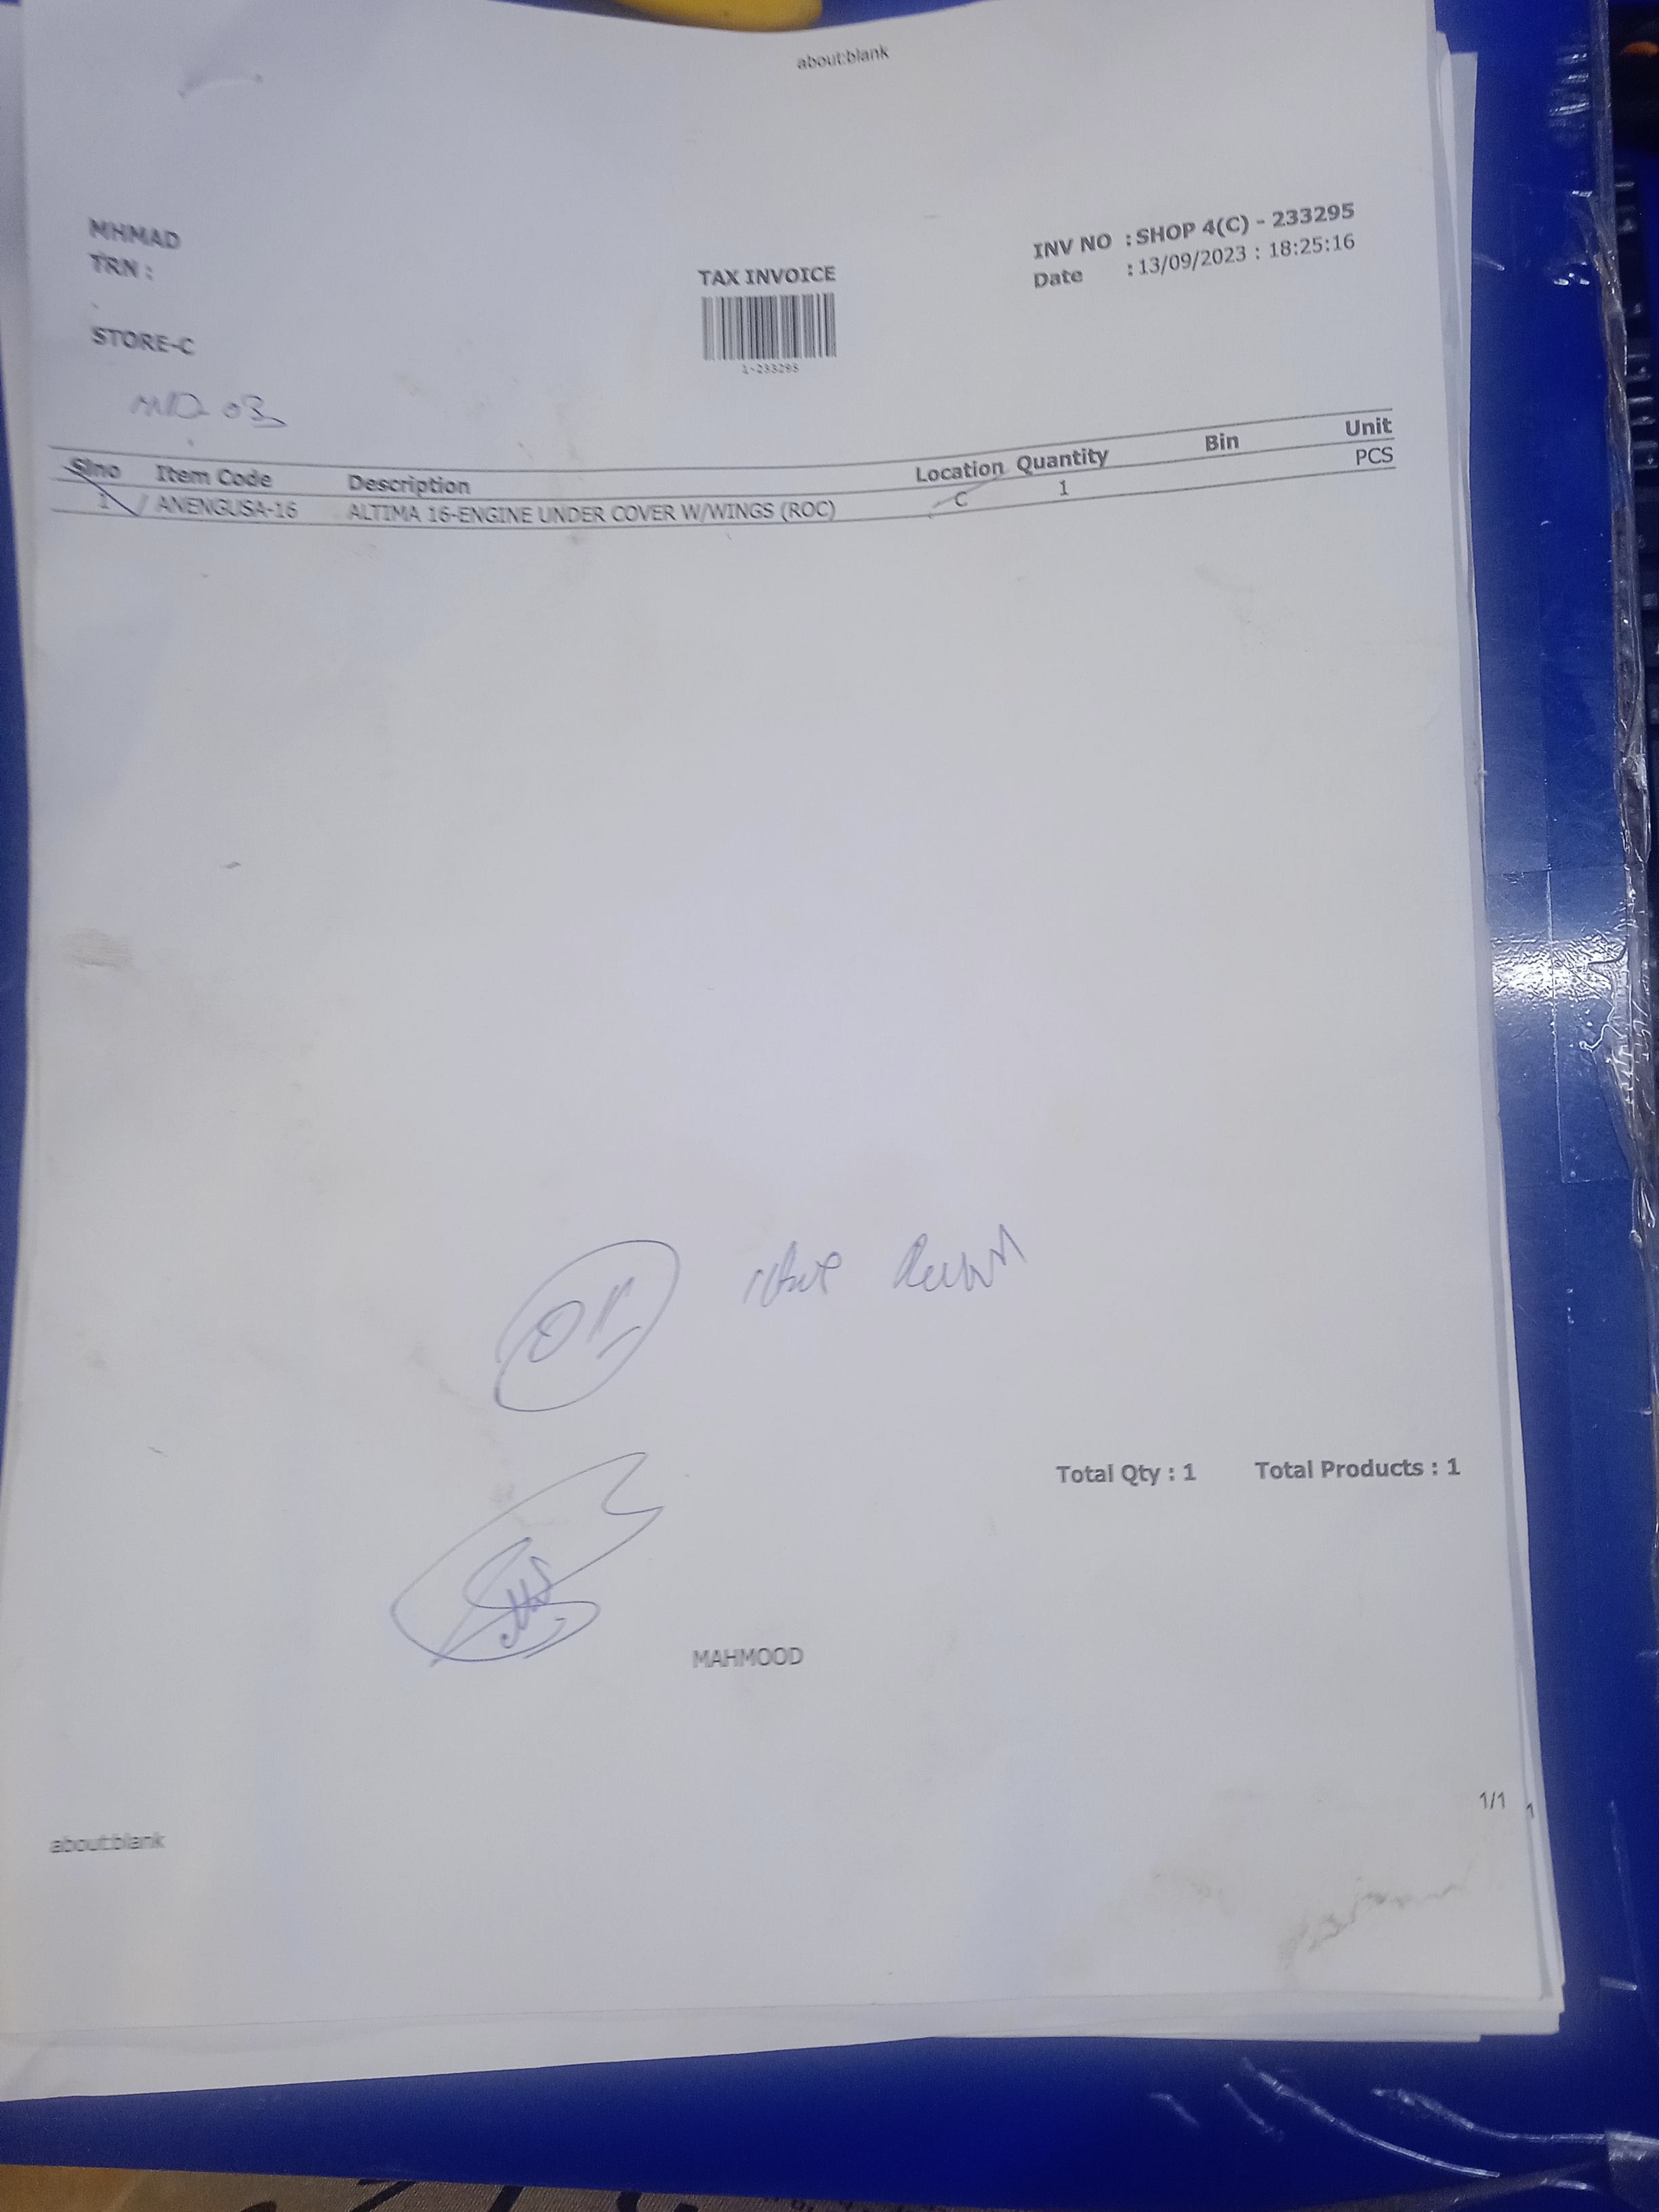 about:blank
MHMAD
TRN :
.
STORE-C
TAX INVOICE
1-233295
INV NO : SHOP 4(C) - 233295
Date : 13/09/2023 : 18:25:16
MD 03
Slno Item Code Description Location Quantity Bin Unit
1 ANENGUSA-16 ALTIMA 16-ENGINE UNDER COVER W/WINGS (ROC) C 1 PCS
Total Qty : 1 Total Products : 1
MAHMOOD
1/1
about:blank